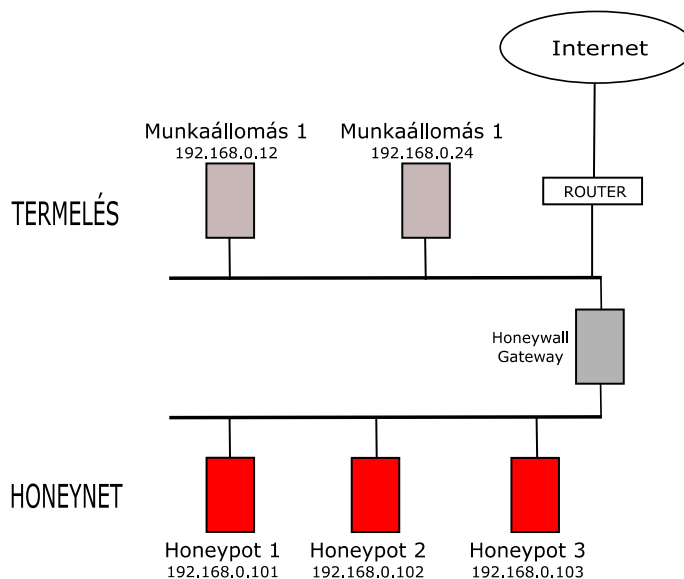 Internet
Munkaállomás 1
192.168.0.12
Munkaállomás 1
192.168.0.24
ROUTER
TERMELÉS
Honeywall
Gateway
HONEYNET
Honeypot 1
192.168.0.101
Honeypot 2
192.168.0.102
Honeypot 3
192.168.0.103